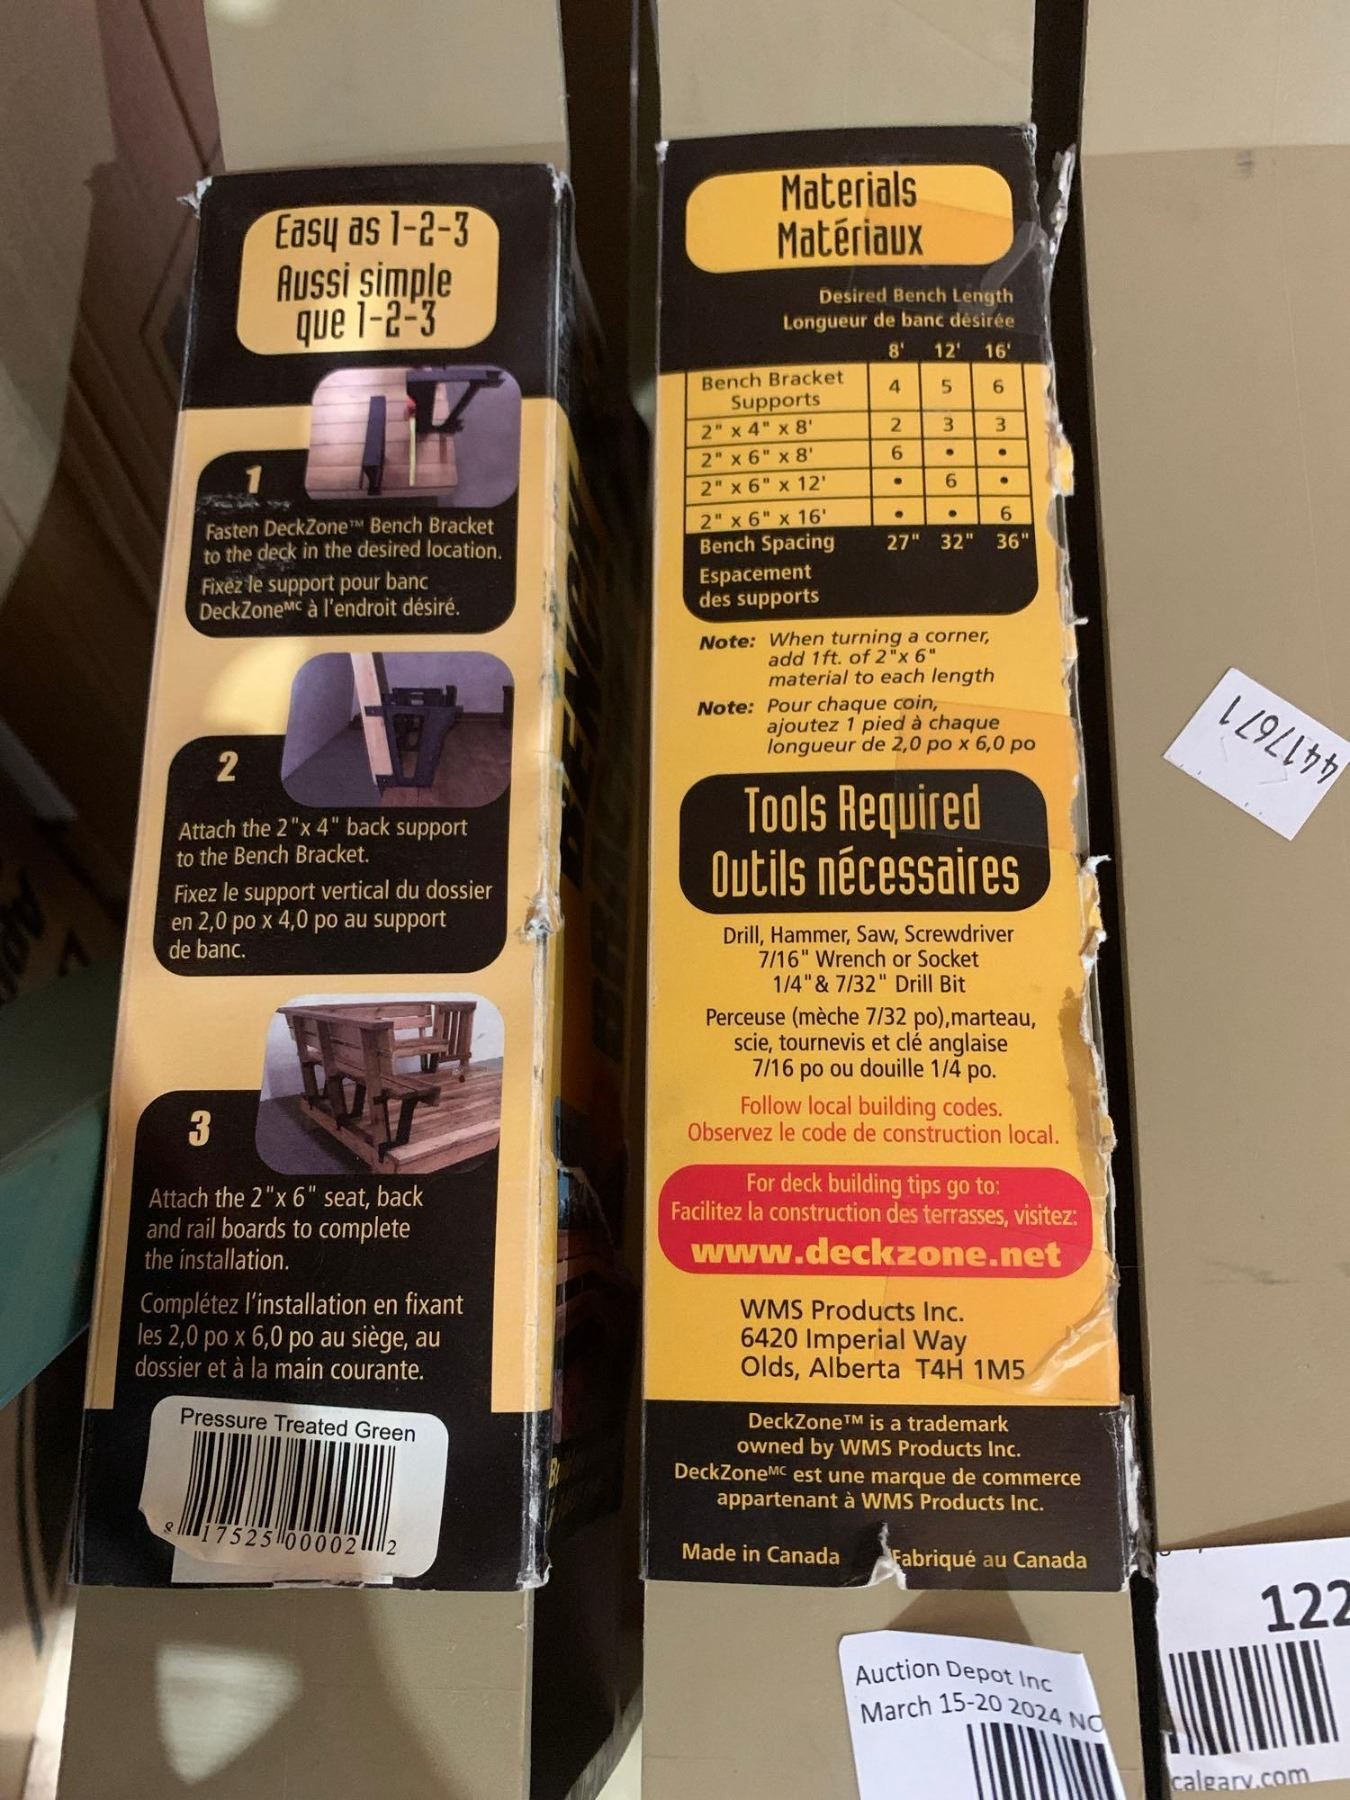 Easy as 1-2-3
Aussi simple
que 1-2-3
1
Fasten DeckZone™ Bench Bracket
to the deck in the desired location.
Fixez le support pour banc
DeckZoneᴹᶜ à l'endroit désiré.
2
Attach the 2"x 4" back support
to the Bench Bracket.
Fixez le support vertical du dossier
en 2,0 po x 4,0 po au support
de banc.
3
Attach the 2"x 6" seat, back
and rail boards to complete
the installation.
Complétez l'installation en fixant
les 2,0 po x 6,0 po au siège, au
dossier et à la main courante.
Pressure Treated Green
8 17525 00002 2
Materials
Matériaux
Desired Bench Length
Longueur de banc désirée
8' 12' 16'
Bench Bracket
Supports 4 5 6
2" x 4" x 8' 2 3 3
2" x 6" x 8' 6 • •
2" x 6" x 12' • 6 •
2" x 6" x 16' • • 6
Bench Spacing 27" 32" 36"
Espacement
des supports
Note: When turning a corner,
add 1ft. of 2"x 6"
material to each length
Note: Pour chaque coin,
ajoutez 1 pied à chaque
longueur de 2,0 po x 6,0 po
Tools Required
Outils nécessaires
Drill, Hammer, Saw, Screwdriver
7/16" Wrench or Socket
1/4"& 7/32" Drill Bit
Perceuse (mèche 7/32 po),marteau,
scie, tournevis et clé anglaise
7/16 po ou douille 1/4 po.
Follow local building codes.
Observez le code de construction local.
For deck building tips go to:
Facilitez la construction des terrasses, visitez:
www.deckzone.net
WMS Products Inc.
6420 Imperial Way
Olds, Alberta T4H 1M5
DeckZone™ is a trademark
owned by WMS Products Inc.
DeckZoneᴹᶜ est une marque de commerce
appartenant à WMS Products Inc.
Made in Canada Fabriqué au Canada
4417671
Auction Depot Inc
March 15-20 2024 NO
122
calgary.com